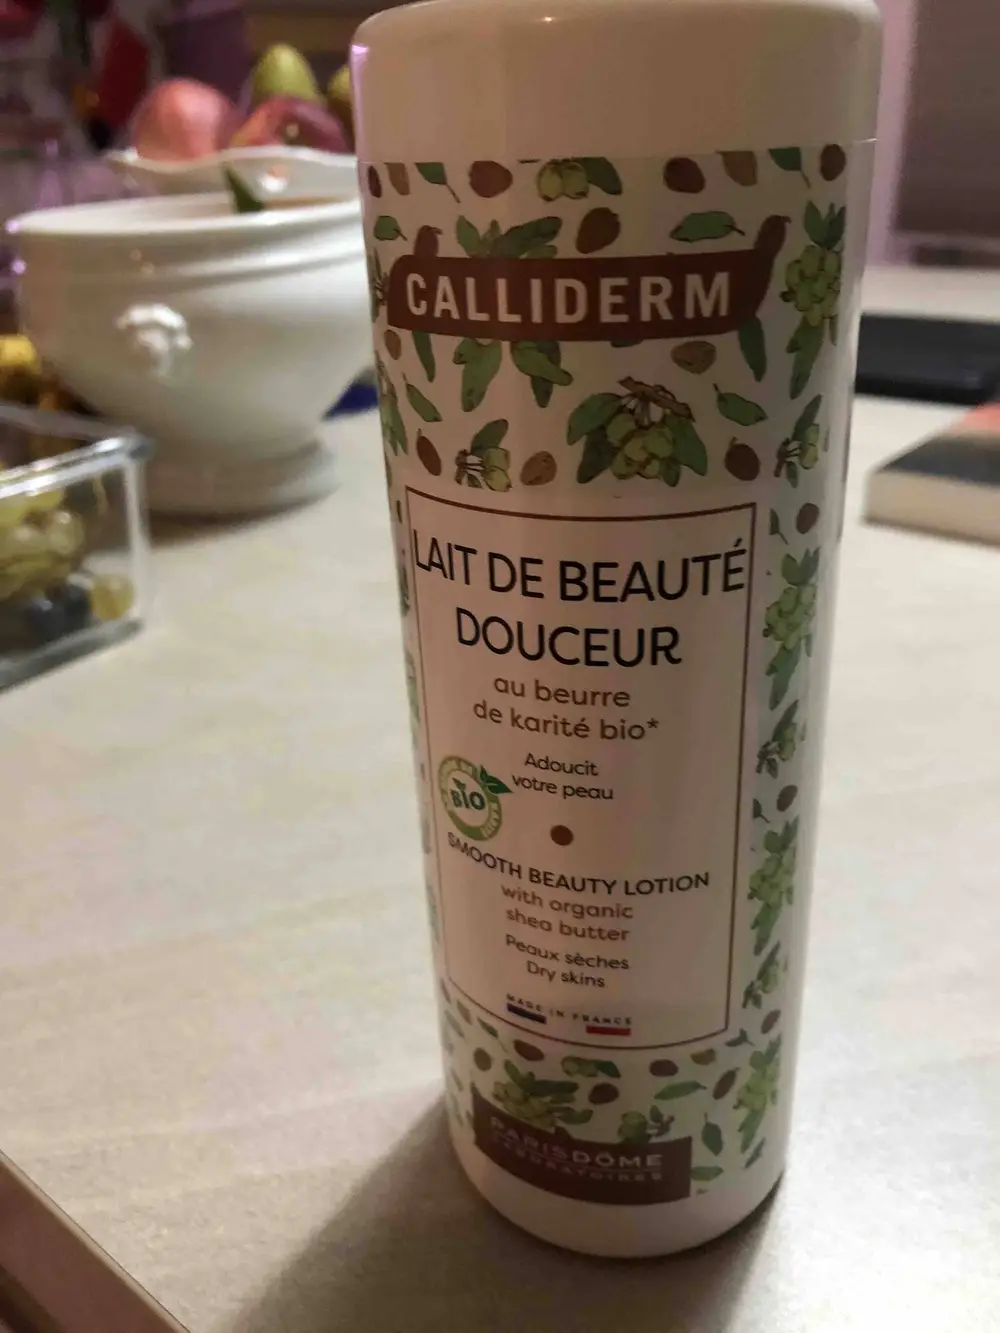 CALLIDERM
LAIT DE BEAUTÉ
DOUCEUR
au beurre
de karité bio*
Adoucit
votre peau
BIO
SMOOTH BEAUTY LOTION
with organic
shea butter
Peaux sèches
Dry skins
MADE IN FRANCE
PARISDÔME
LABORATOIRES